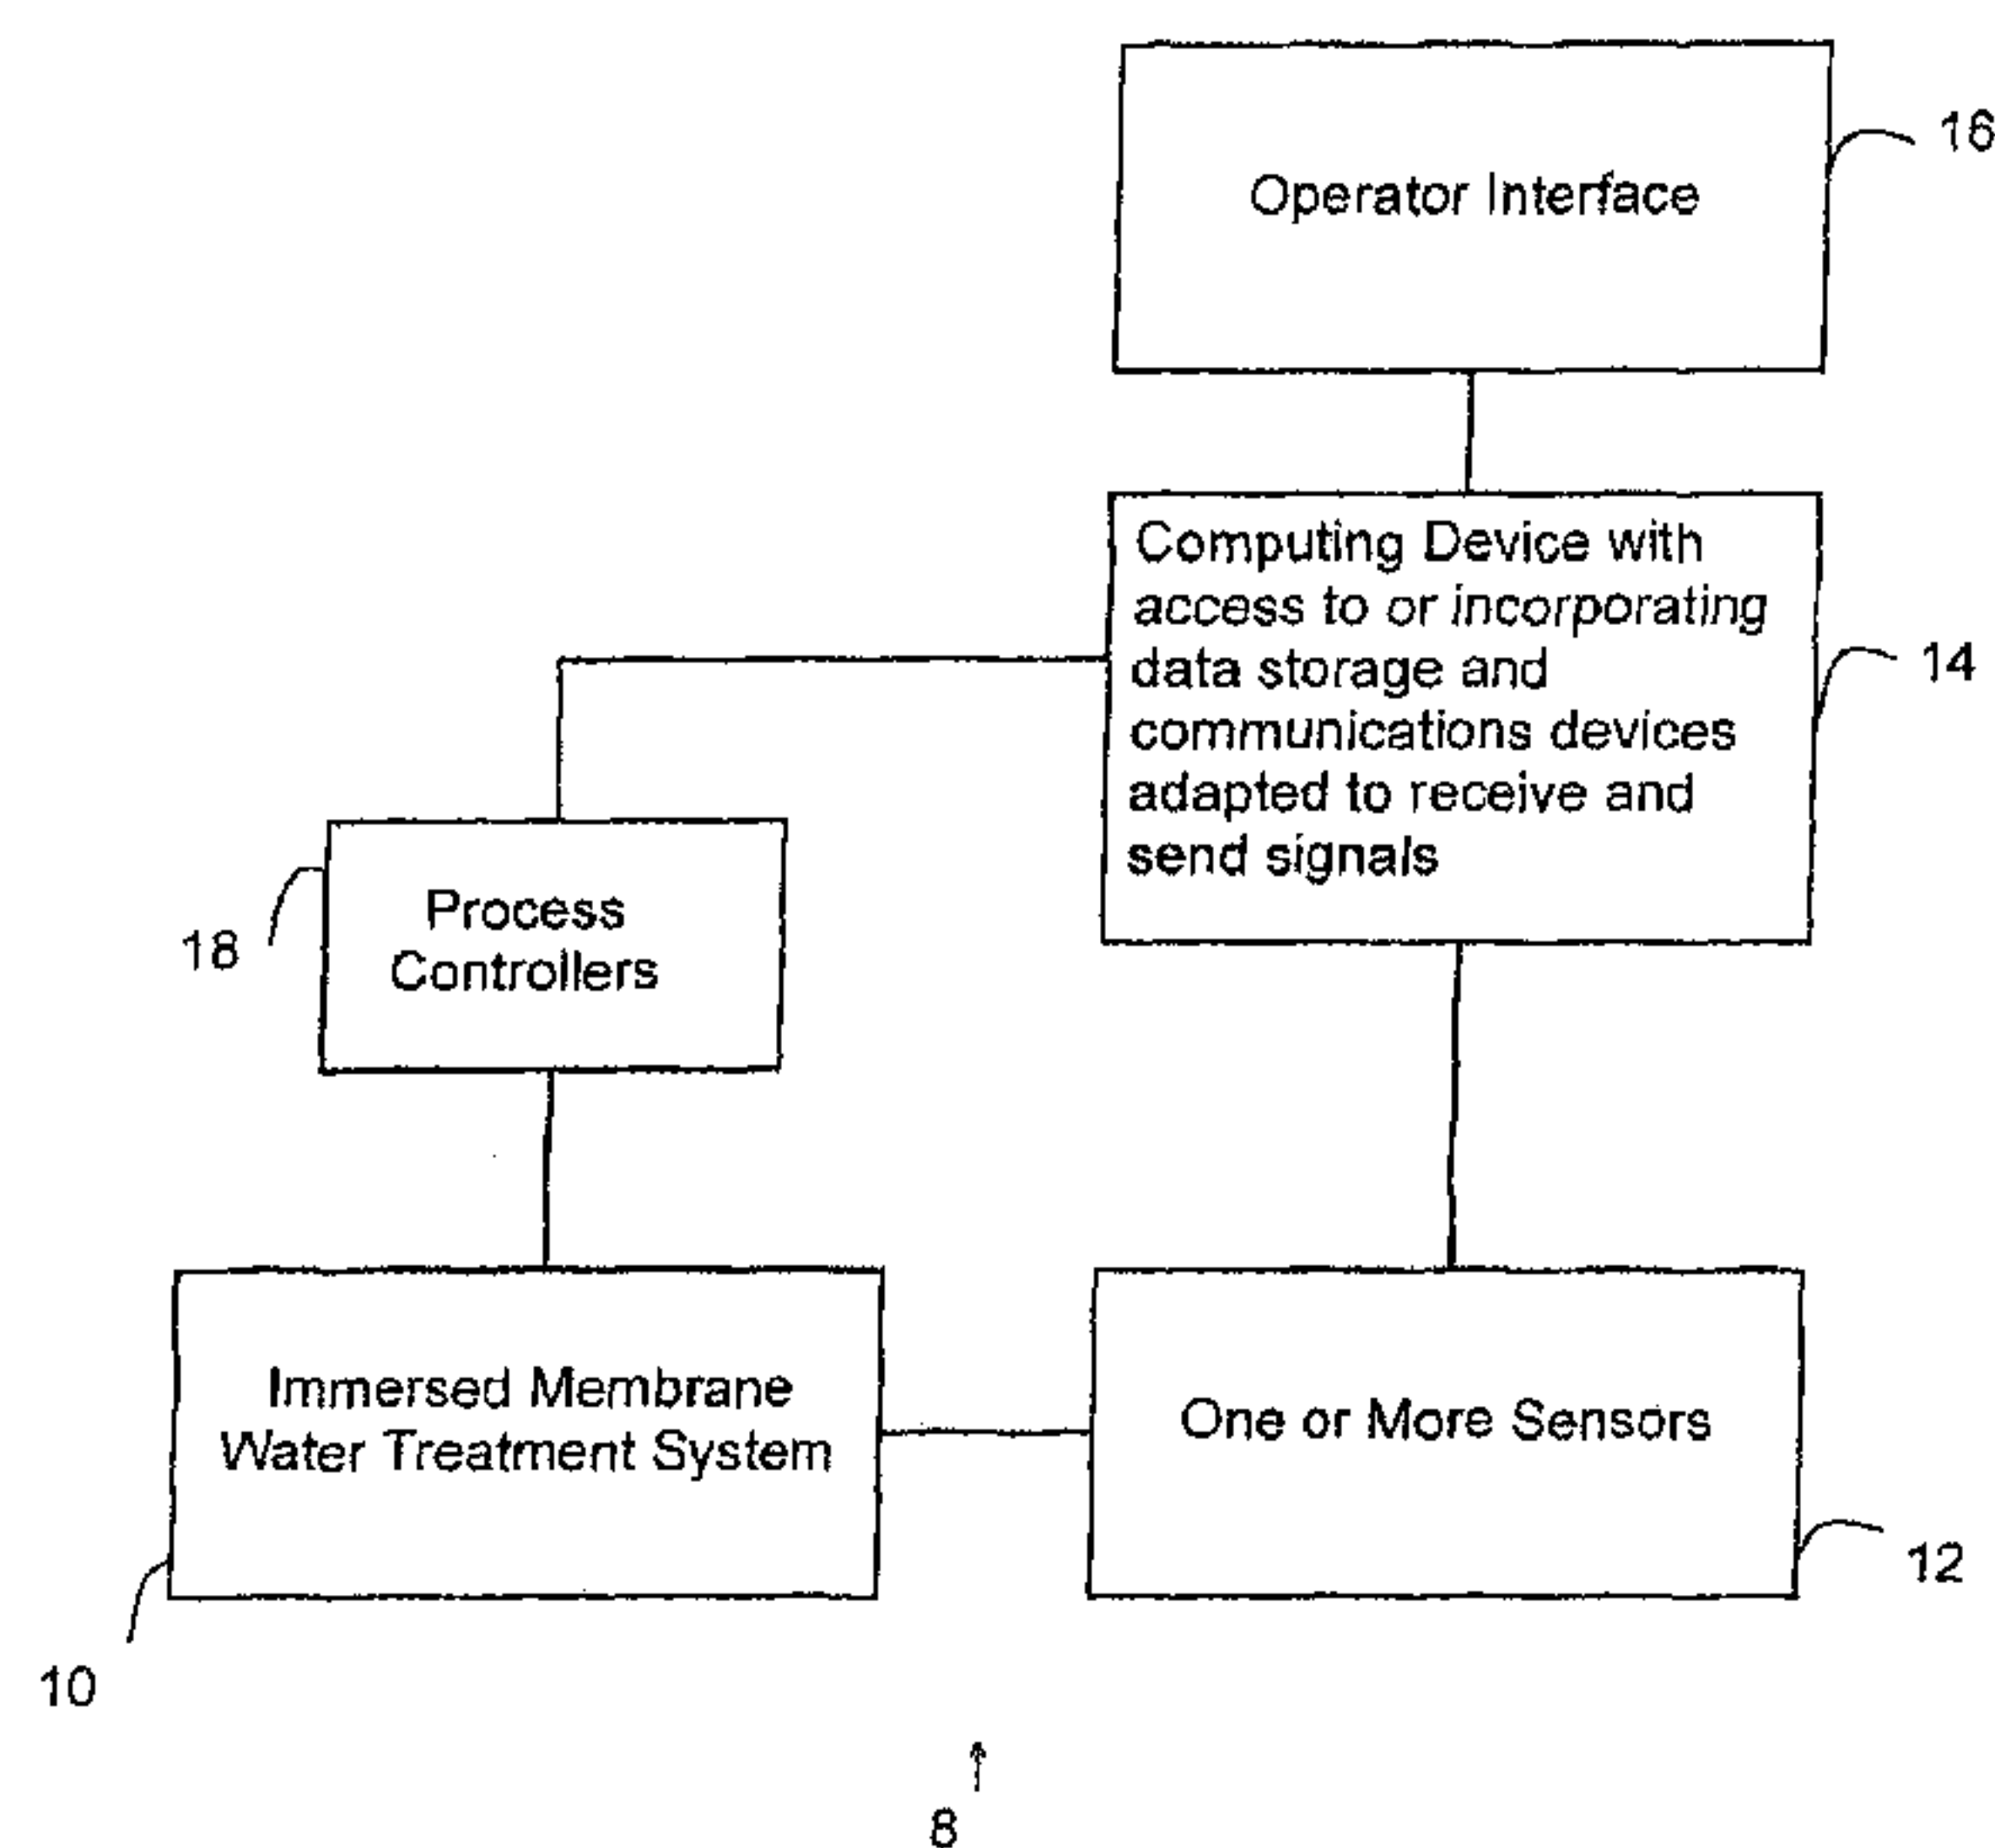 16
Operator Interface
Computing Device with
access to or incorporating
data storage and
communications devices
adapted to receive and
send signals
14
Process
Controllers
18
Immersed Membrane
Water Treatment System
One or More Sensors
12
10
8